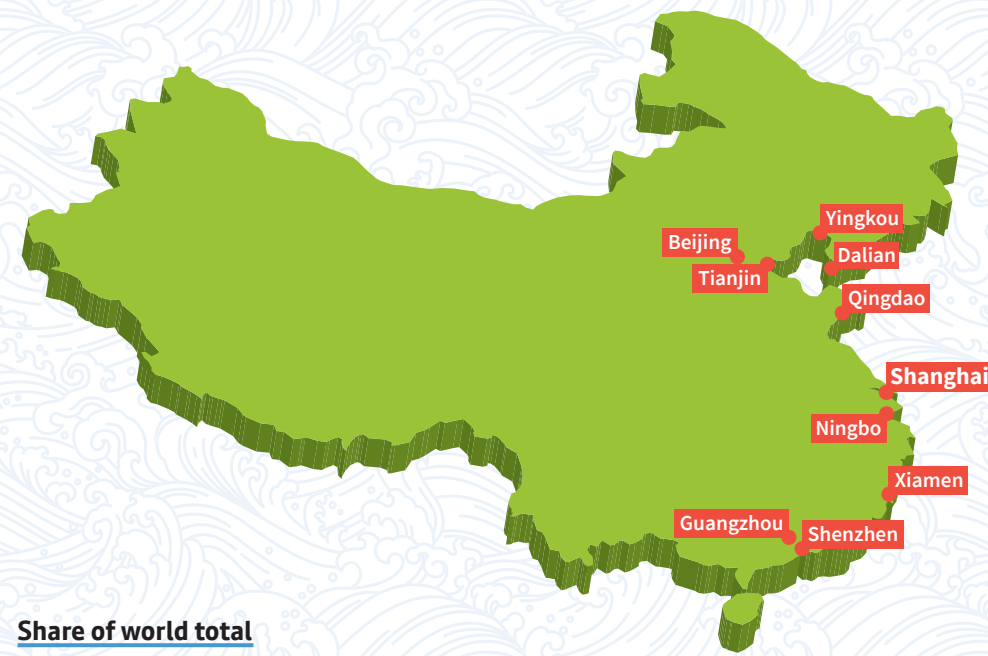 Yingkou
Beijing
Dalian
Tianjin
Qingdao
Shanghai
Ningbo
Xiamen
Guangzhou
Shenzhen
Share of world total